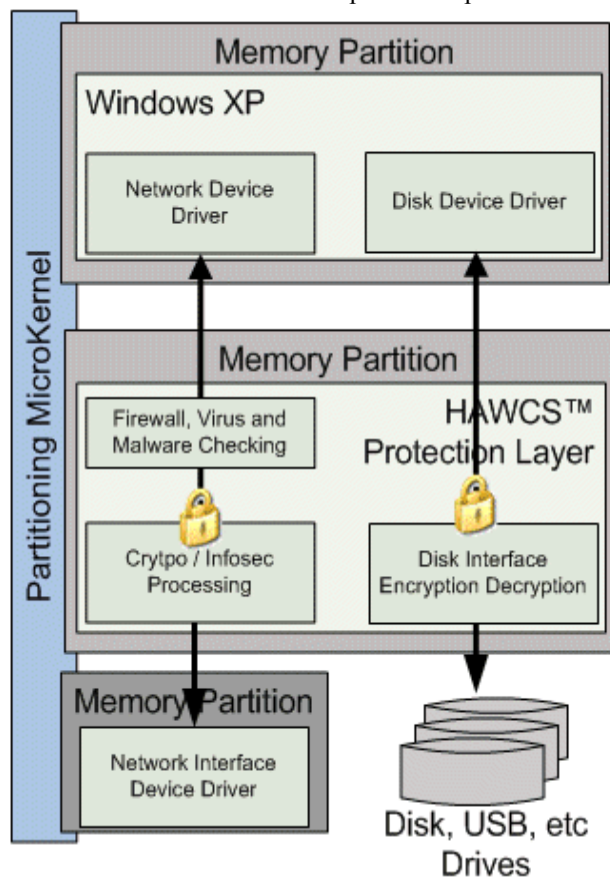 Memory Partition
Windows XP
Network Device
Driver
Disk Device Driver
Partitioning MicroKernel
Memory Partition
Firewall, Virus and
Malware Checking
HAWCS™
Protection Layer
Crytpo / Infosec
Processing
Disk Interface
Encryption Decryption
Memory Partition
Network Interface
Device Driver
Disk, USB, etc
Drives